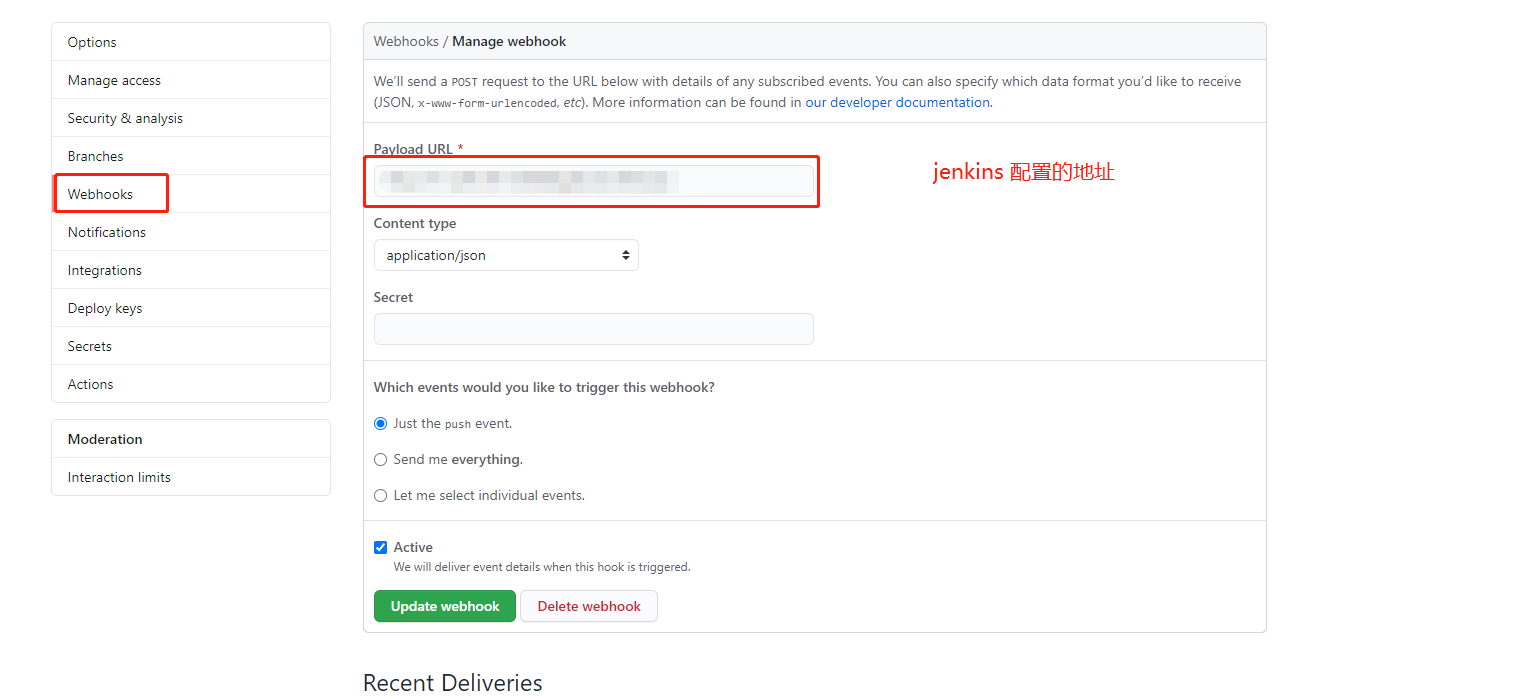 Options
Manage access
Security & analysis
Branches
Webhooks
Notifications
Integrations
Deploy keys
Secrets
Actions
Moderation
Interaction limits
Webhooks / Manage webhook
We'll send a POST request to the URL below with details of any subscribed events. You can also specify which data format you'd like to receive
(JSON, x-www-form-urlencoded, etc). More information can be found in our developer documentation.
Payload URL *
jenkins 配置的地址
Content type
application/json
Secret
Which events would you like to trigger this webhook?
Just the push event.
Send me everything.
Let me select individual events.
Active
We will deliver event details when this hook is triggered.
Update webhook
Delete webhook
Recent Deliveries